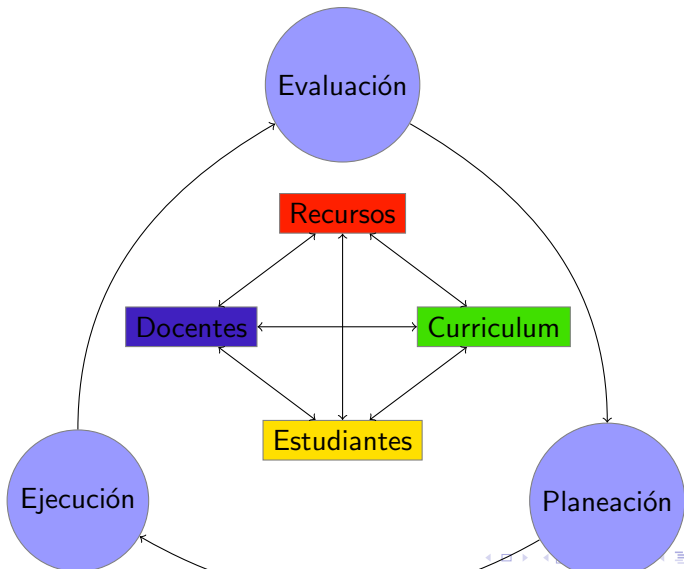 Evaluación
Recursos
Docentes
Curriculum
Estudiantes
Ejecución
Planeación